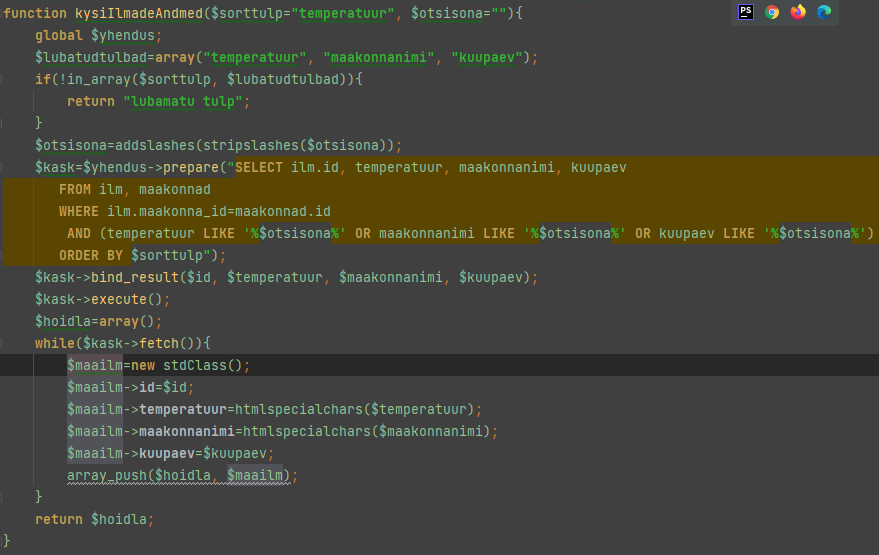 function kysiIlmadeAndmed($sorttulp="temperatuur", $otsisona=""){
PS
global $yhendus;
$lubatudtulbad=array("temperatuur", "maakonnanimi", "kuupaev");
if(!in_array($sorttulp, $lubatudtulbad)){
return "lubamatu tulp";
}
$otsisona=addslashes(stripslashes($otsisona));
$kask=$yhendus->prepare("SELECT ilm.id, temperatuur, maakonnanimi, kuupaev
FROM ilm, maakonnad
WHERE ilm.maakonna_id=maakonnad.id
AND (temperatuur LIKE '%$otsisona%' OR maakonnanimi LIKE '%$otsisona%' OR kuupaev LIKE '%$otsisona%')
ORDER BY $sorttulp");
$kask->bind_result($id, $temperatuur, $maakonnanimi, $kuupaev);
$kask->execute();
$hoidla=array();
while($kask->fetch()){
$maailm=new stdClass();
$maailm->id=$id;
$maailm->temperatuur=htmlspecialchars($temperatuur);
$maailm->maakonnanimi=htmlspecialchars($maakonnanimi);
$maailm->kuupaev=$kuupaev;
array_push($hoidla, $maailm);
}
return $hoidla;
}